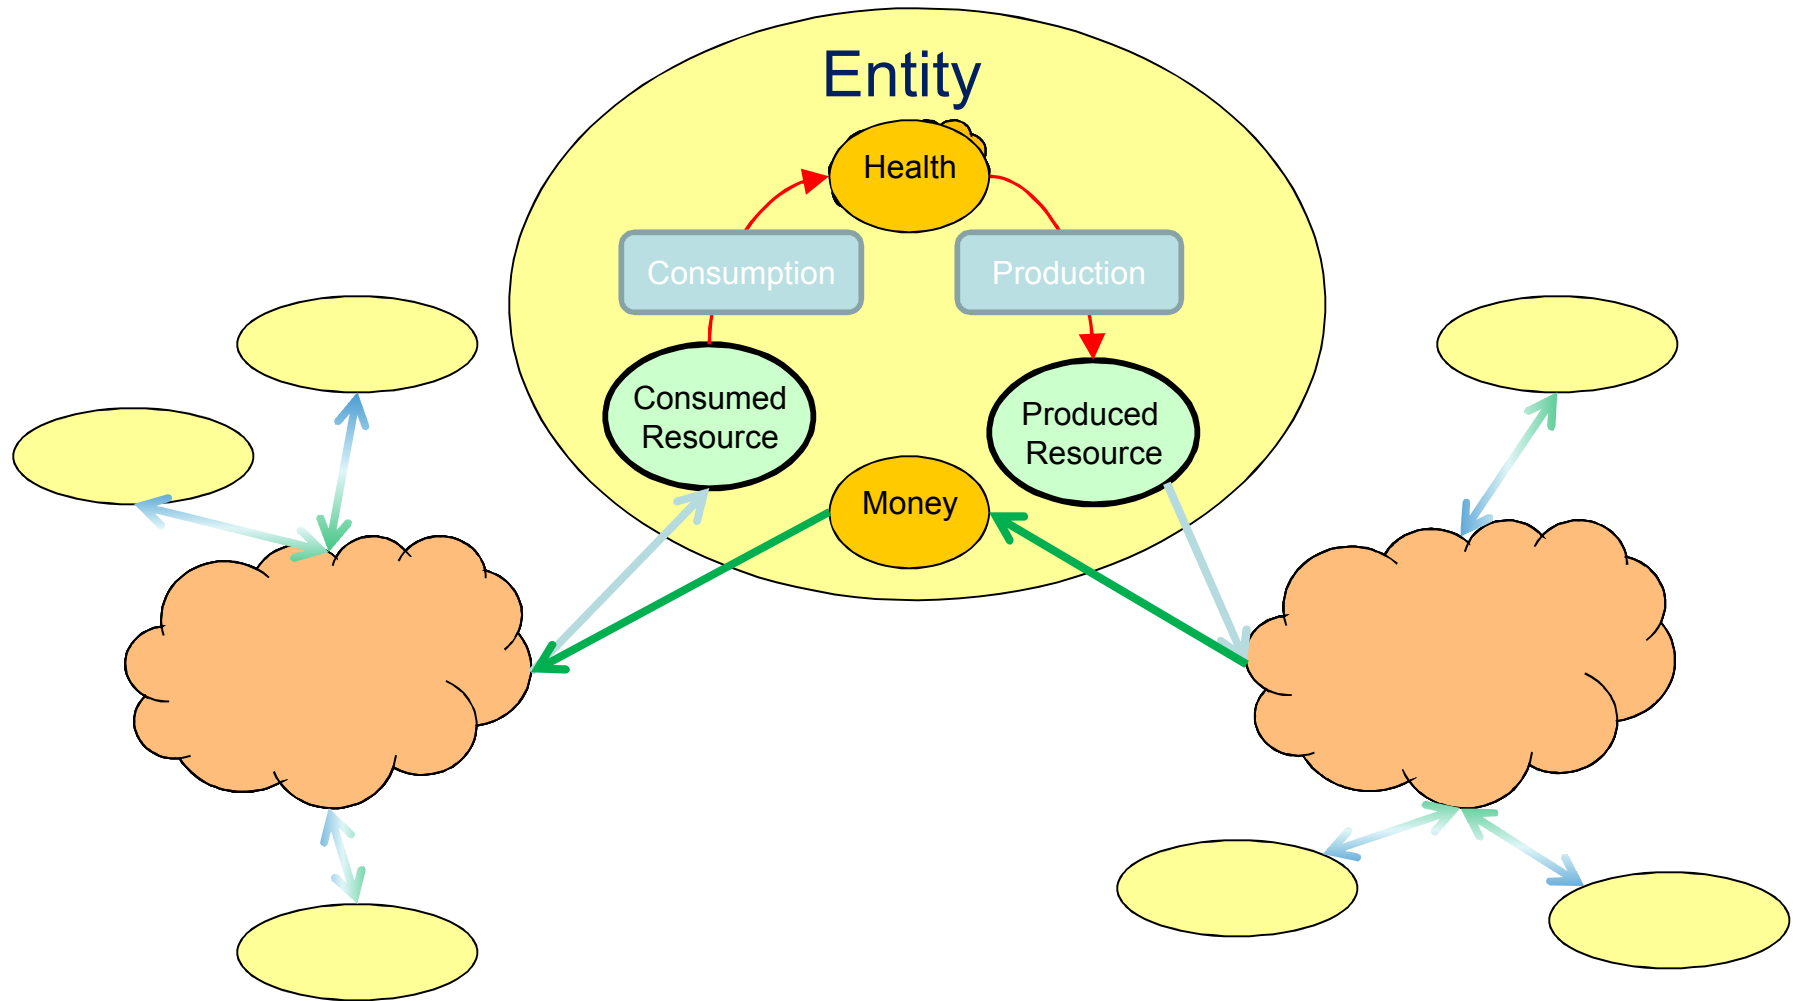 Entity
Health
Consumption
Production
Consumed
Resource
Produced
Resource
Money